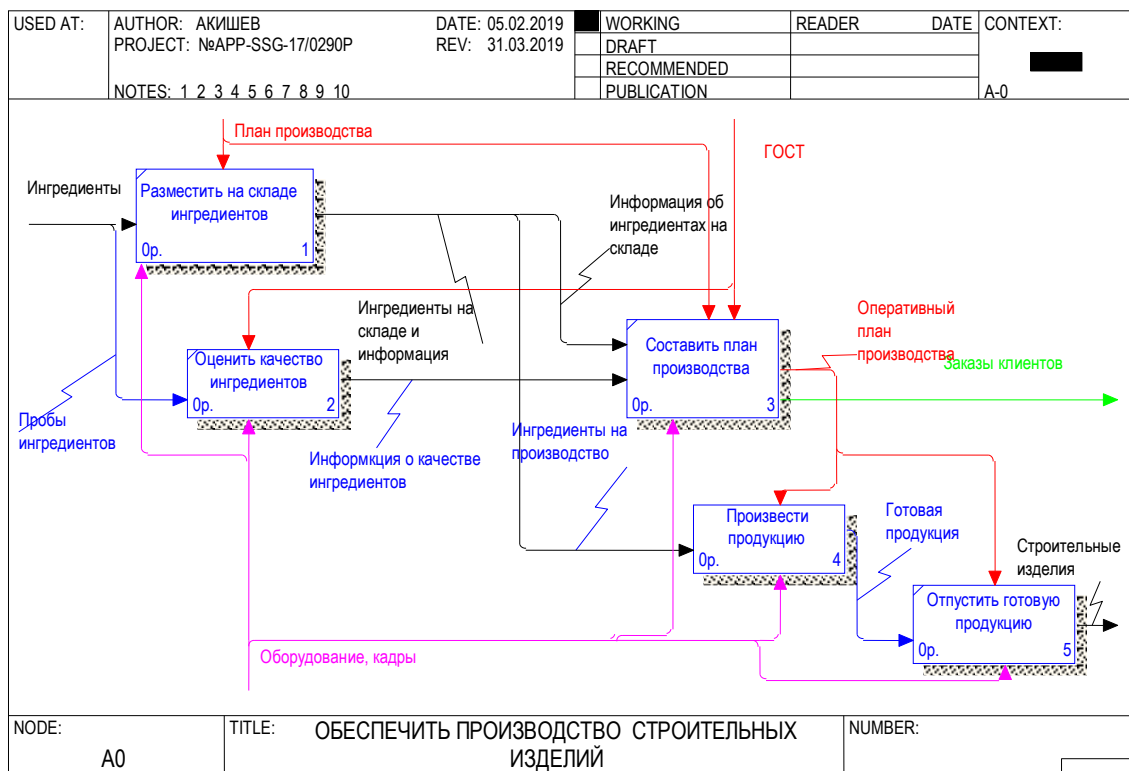 USED AT:
AUTHOR: АКИШЕВ
DATE: 05.02.2019
PROJECT: №APP-SSG-17/0290P
REV: 31.03.2019
NOTES: 1 2 3 4 5 6 7 8 9 10
WORKING
DRAFT
RECOMMENDED
PUBLICATION
READER
DATE
CONTEXT:
A-0
План производства
ГОСТ
Ингредиенты
Разместить на складе
ингредиентов
0р.
1
Информация об
ингредиентах на
складе
Ингредиенты на
складе и
информация
Оперативный
план
производства
Заказы клиентов
Оценить качество
ингредиентов
0р.
2
Составить план
производства
0р.
3
Пробы
ингредиентов
Информкция о качестве
ингредиентов
Ингредиенты на
производство
Произвести
продукцию
0р.
4
Готовая
продукция
Строительные
изделия
Отпустить готовую
продукцию
0р.
5
Оборудование, кадры
NODE:
A0
TITLE:
ОБЕСПЕЧИТЬ ПРОИЗВОДСТВО СТРОИТЕЛЬНЫХ
ИЗДЕЛИЙ
NUMBER: